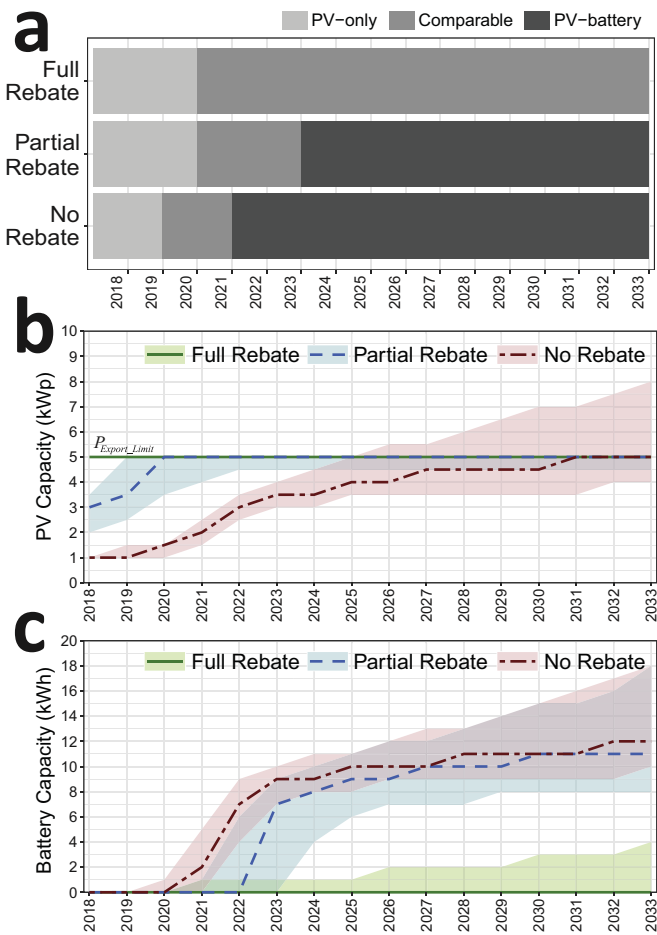 a
PV−only Comparable PV−battery
Full
Rebate
Partial
Rebate
No
Rebate
2018 2019 2020 2021 2022 2023 2024 2025 2026 2027 2028 2029 2030 2031 2032 2033
b
PV Capacity (kWp)
10
9
8
7
6
5
4
3
2
1
0
Full Rebate Partial Rebate No Rebate
P_Export_Limit
2018 2019 2020 2021 2022 2023 2024 2025 2026 2027 2028 2029 2030 2031 2032 2033
c
Battery Capacity (kWh)
20
18
16
14
12
10
8
6
4
2
0
Full Rebate Partial Rebate No Rebate
2018 2019 2020 2021 2022 2023 2024 2025 2026 2027 2028 2029 2030 2031 2032 2033